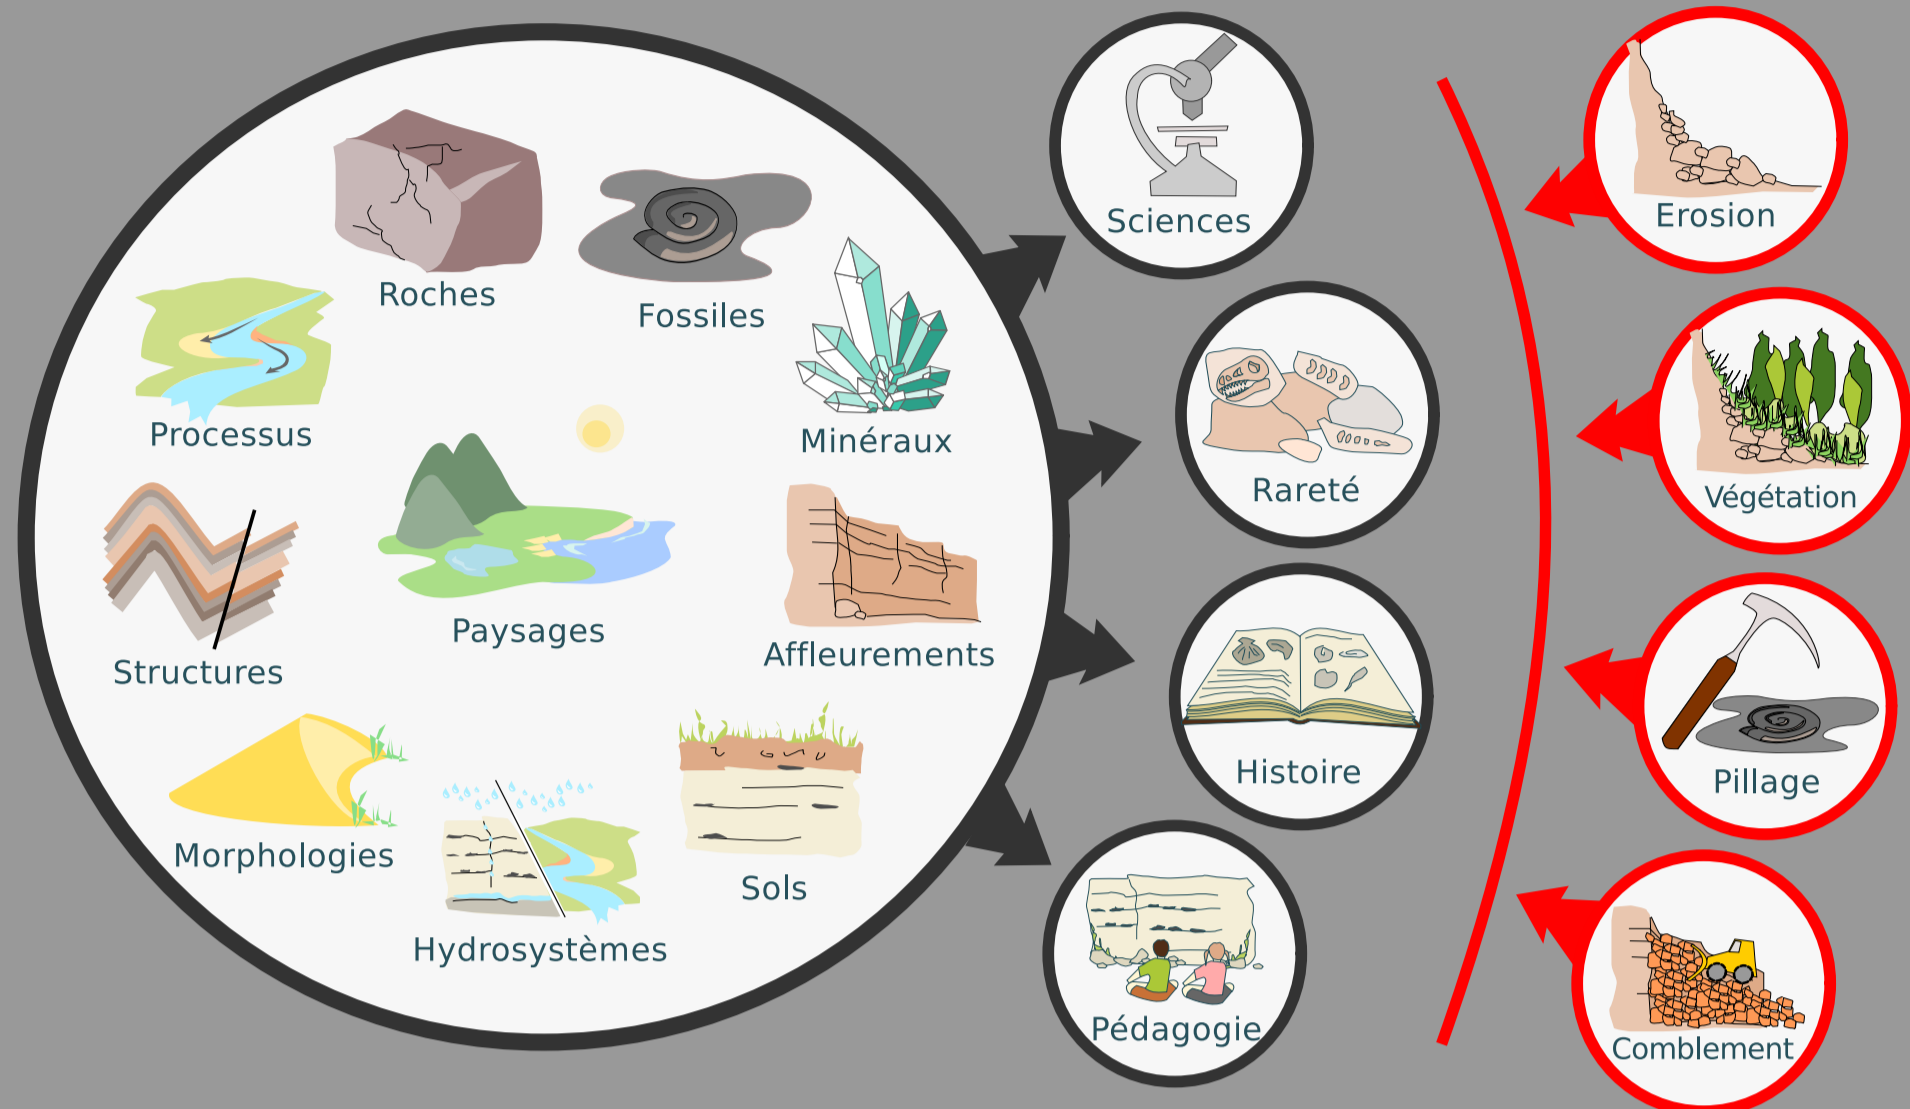 Roches
Fossiles
Minéraux
Processus
Paysages
Structures
Affleurements
Morphologies
Hydrosystèmes
Sols
Sciences
Rareté
Histoire
Pédagogie
Erosion
Végétation
Pillage
Comblement